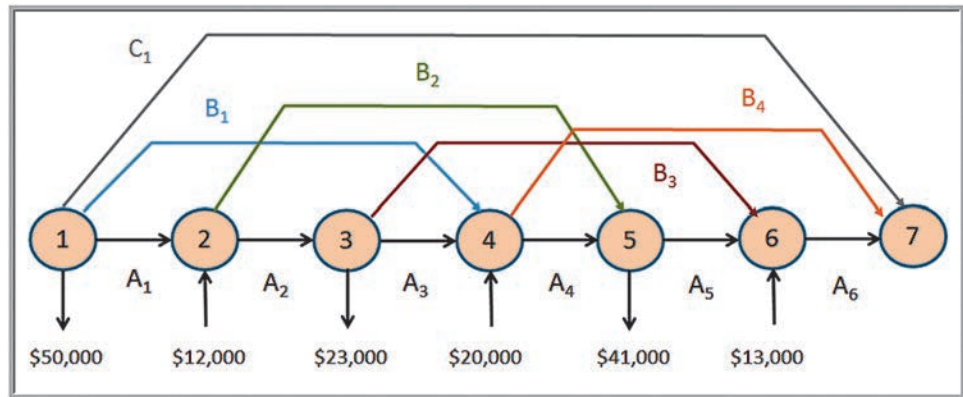 C₁
B₂
B₄
B₁
B₃
1 2 3 4 5 6 7
A₁ A₂ A₃ A₄ A₅ A₆
$50,000 $12,000 $23,000 $20,000 $41,000 $13,000